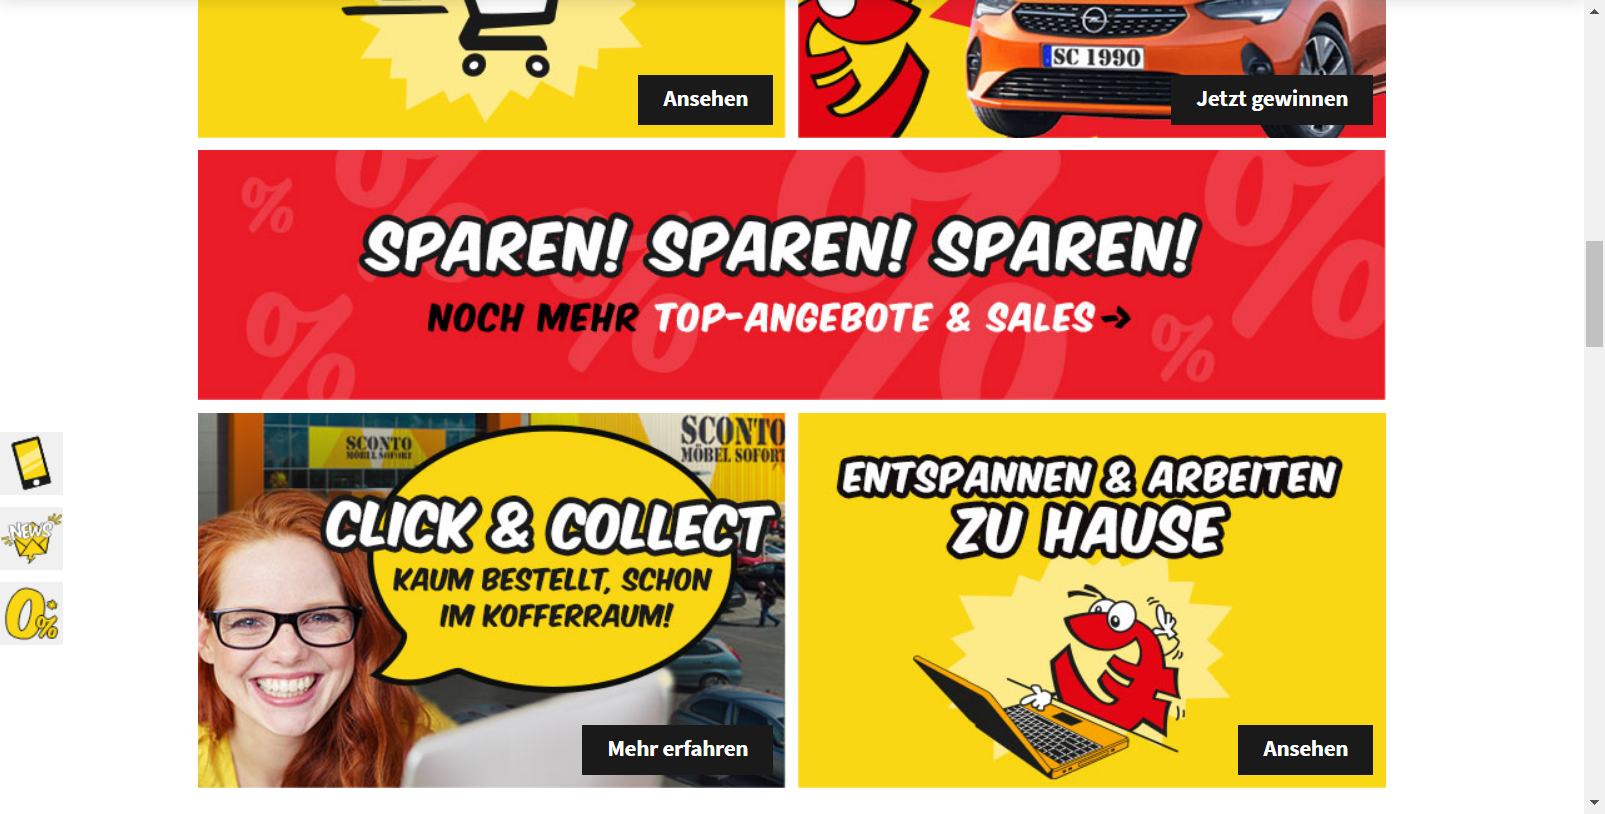 Ansehen
SC 1990
Jetzt gewinnen
SPAREN! SPAREN! SPAREN!
NOCH MEHR TOP-ANGEBOTE & SALES→
SCONTO
MÖBEL SOFORT
SCONTO
MÖBEL SOFORT
CLICK & COLLECT
KAUM BESTELLT, SCHON
IM KOFFERRAUM!
Mehr erfahren
ENTSPANNEN & ARBEITEN
ZU HAUSE
Ansehen
NEWS
0%*